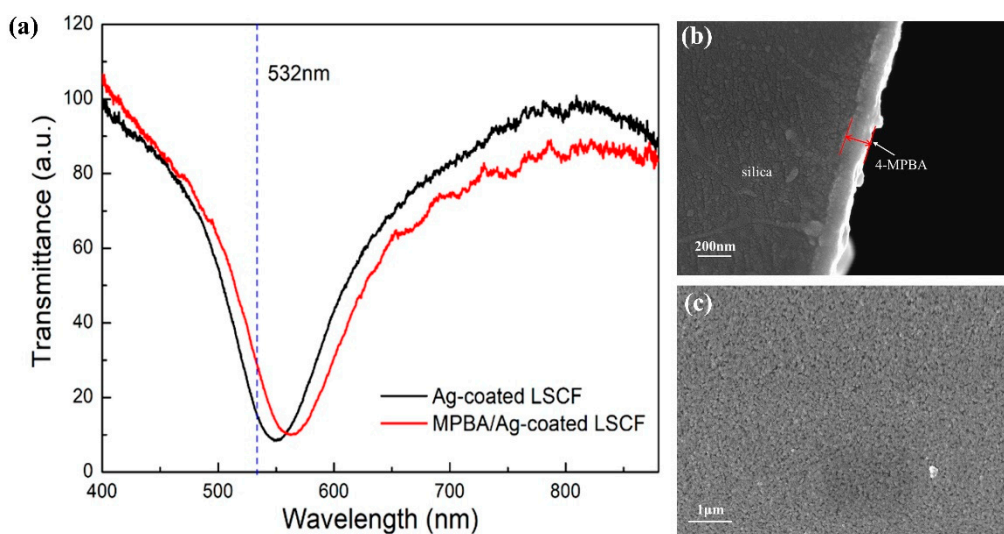 (a)
120
100
80
60
40
20
0
Transmittance (a.u.)
532nm
Ag-coated LSCF
MPBA/Ag-coated LSCF
400
500
600
700
800
Wavelength (nm)
(b)
silica
4-MPBA
200nm
(c)
1μm